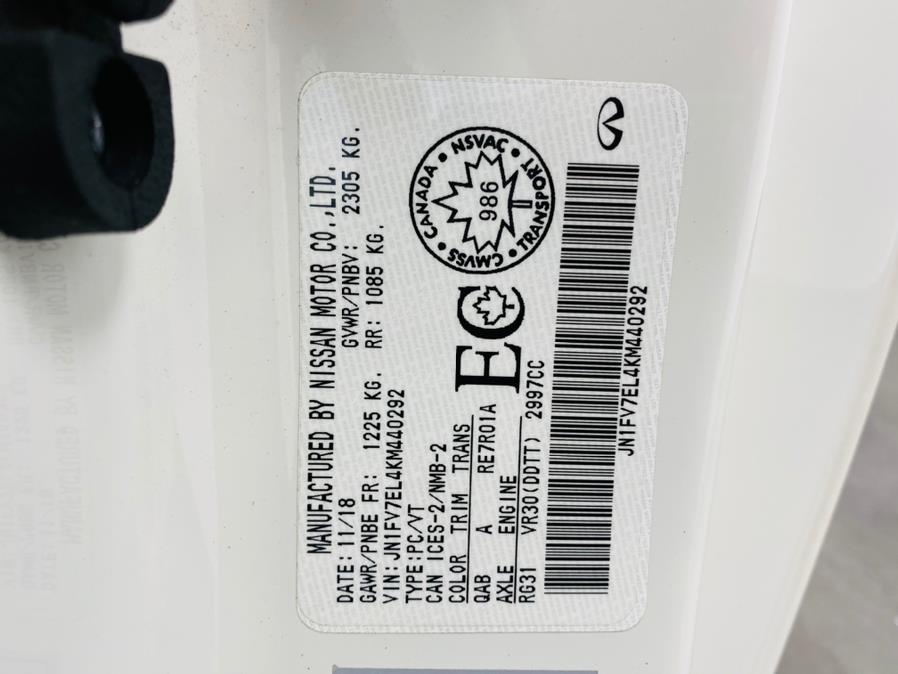 MANUFACTURED BY NISSAN MOTOR CO.,LTD.
DATE: 11/18 GVWR/PNBV: 2305 KG.
GAWR/PNBE FR: 1225 KG. RR: 1085 KG.
VIN: JN1FV7EL4KM440292
TYPE: PC/VT
CAN ICES-2/NMB-2
COLOR TRIM TRANS
QAB A RE7R01A
AXLE ENGINE
RG31 VR30(DDTT) 2997CC
EC
CMVSS • CANADA • NSVAC • TRANSPORT •
986
JN1FV7EL4KM440292